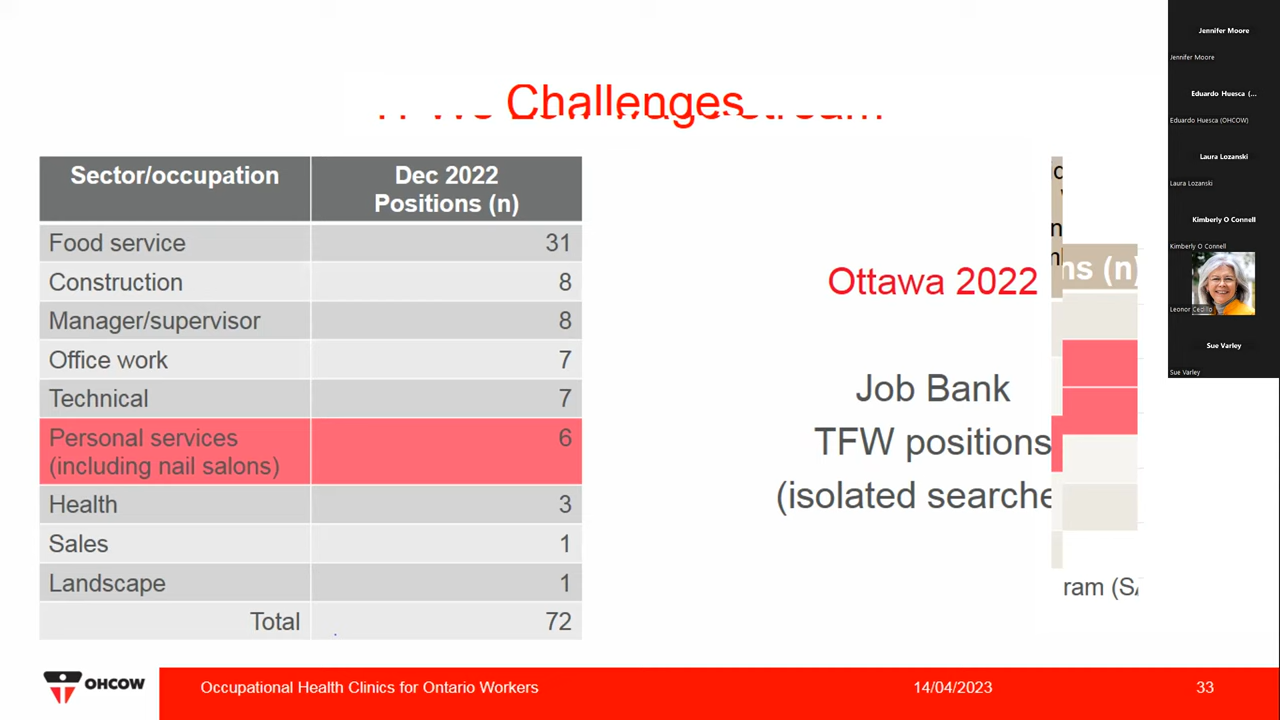 Challenges
Sector/occupation
Dec 2022
Positions (n)
Food service 31
Construction 8
Manager/supervisor 8
Office work 7
Technical 7
Personal services 6
(including nail salons)
Health 3
Sales 1
Landscape 1
Total 72
Ottawa 2022
Job Bank
TFW positions
(isolated searche
ns (n)
ram (SA
OHCOW
Occupational Health Clinics for Ontario Workers
14/04/2023
33
Jennifer Moore
Jennifer Moore
Eduardo Huesca (...
Eduardo Huesca (OHCOW)
Laura Lozanski
Laura Lozanski
Kimberly O Connell
Kimberly O Connell
Leonor Cedillo
Sue Varley
Sue Varley